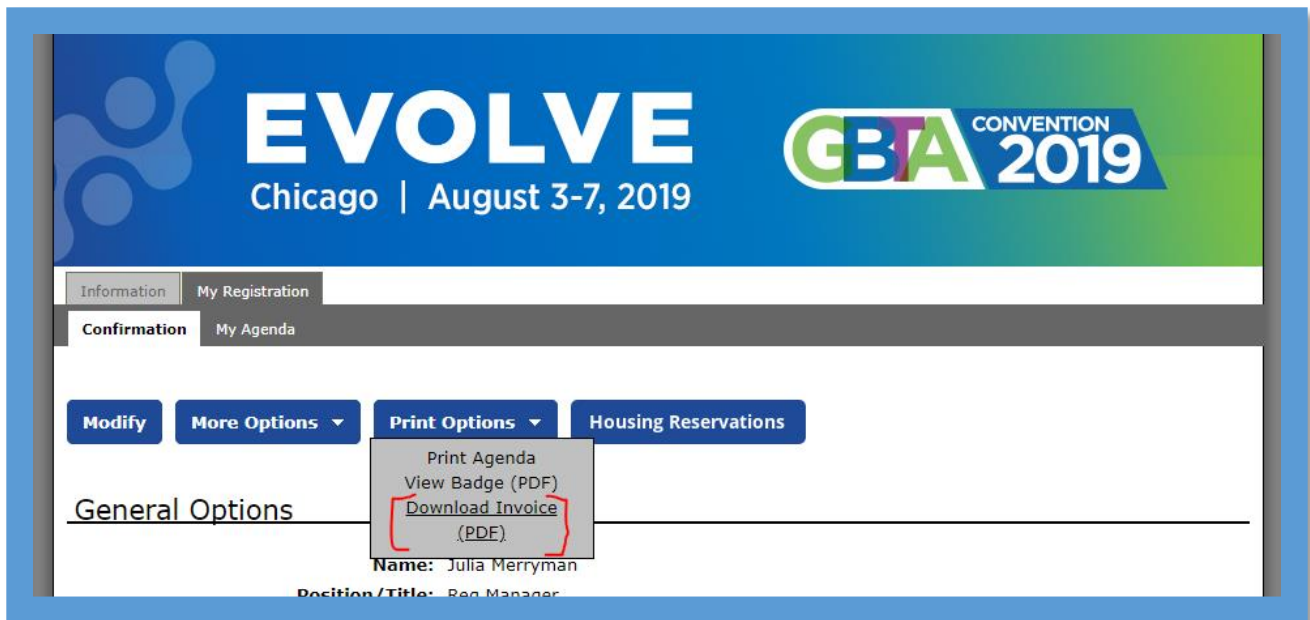 EVOLVE
Chicago | August 3-7, 2019
GBTA CONVENTION
2019
Information My Registration
Confirmation My Agenda
Modify More Options Print Options Housing Reservations
Print Agenda
View Badge (PDF)
Download Invoice
(PDF)
General Options
Name: Julia Merryman
Position/Title: Reg Manager